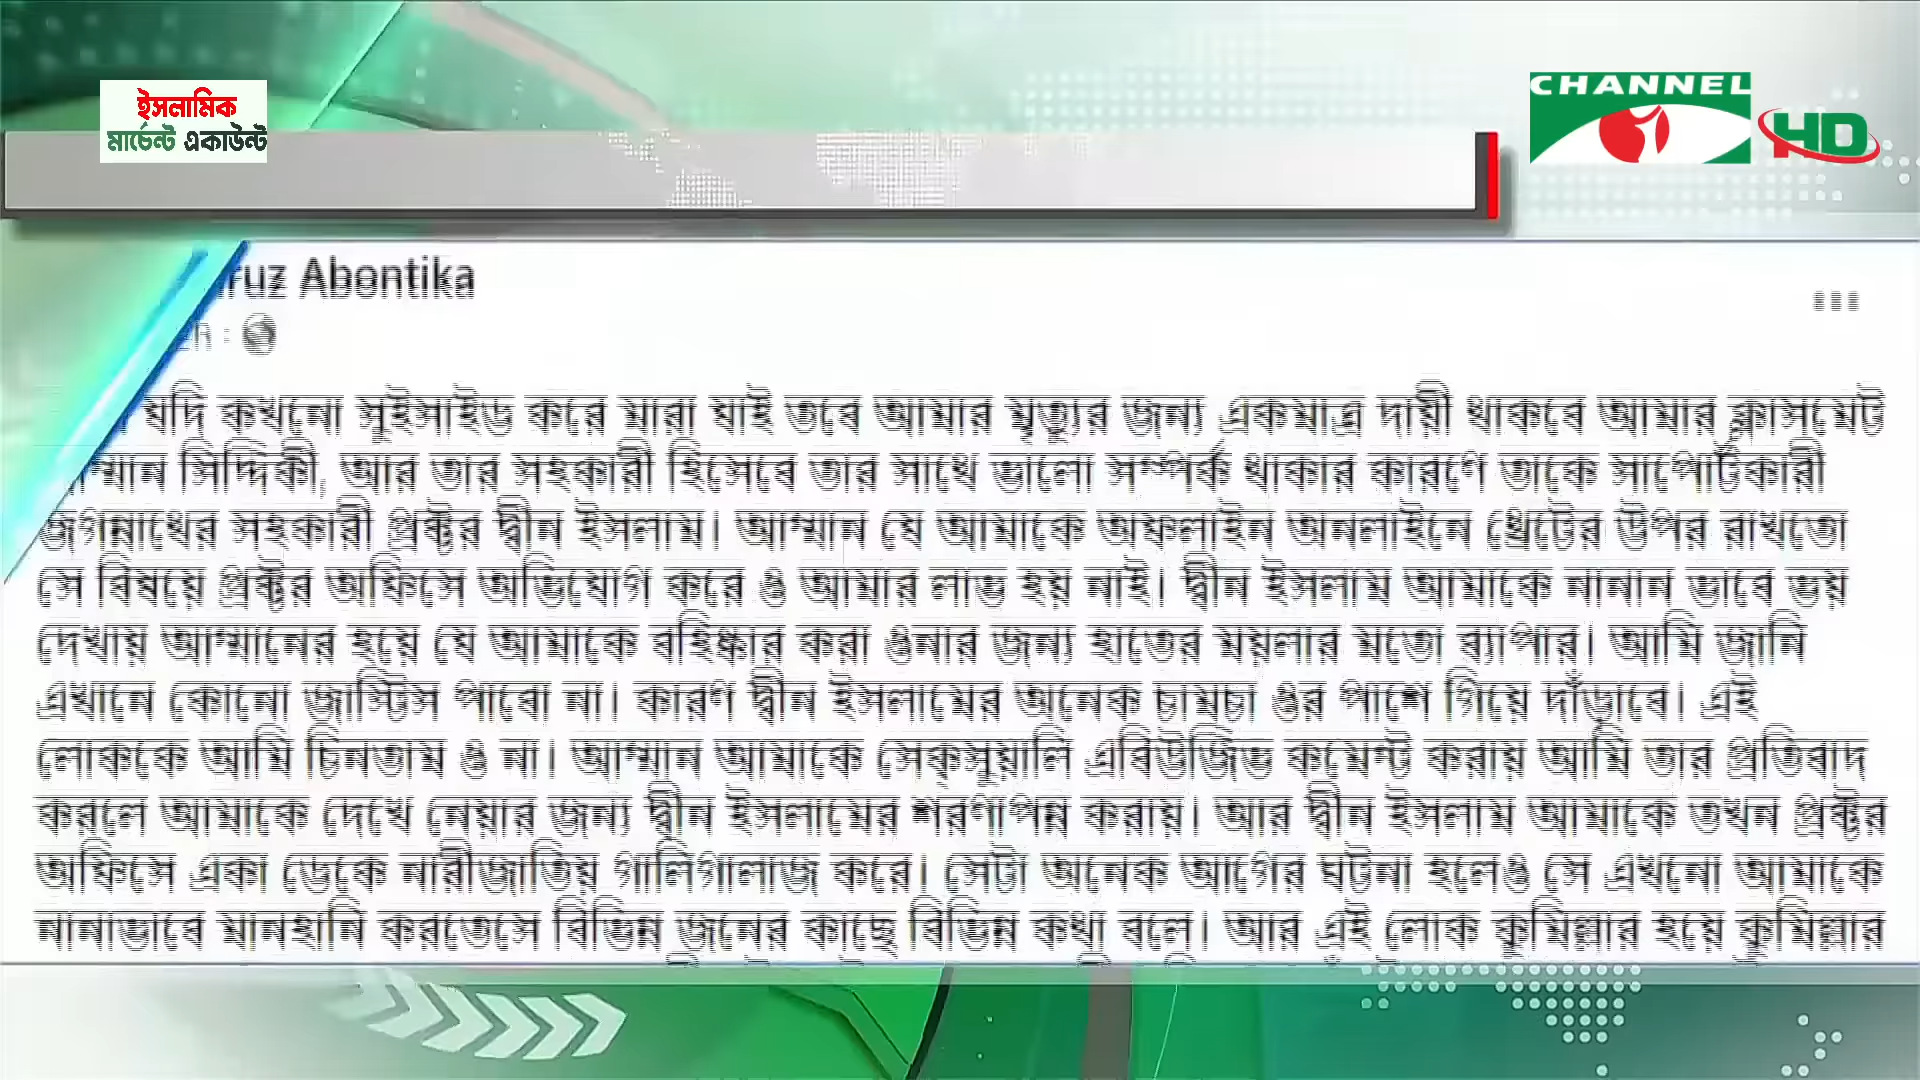 ইসলামিক
মার্চেন্ট একাউন্ট
CHANNEL
HD
ruz Abontika
যদি কখনো সুইসাইড করে মারা যাই তবে আমার মৃত্যুর জন্য একমাত্র দায়ী থাকবে আমার ক্লাসমেট
ম্মান সিদ্দিকী, আর তার সহকারী হিসেবে তার সাথে ভালো সম্পর্ক থাকার কারণে তাকে সাপোর্টকারী
জগন্নাথের সহকারী প্রক্টর দ্বীন ইসলাম। আম্মান যে আমাকে অফলাইন অনলাইনে থ্রেটের উপর রাখতো
সে বিষয়ে প্রক্টর অফিসে অভিযোগ করে ও আমার লাভ হয় নাই। দ্বীন ইসলাম আমাকে নানান ভাবে ভয়
দেখায় আম্মানের হয়ে যে আমাকে বহিষ্কার করা ওনার জন্য হাতের ময়লার মতো ব্যাপার। আমি জানি
এখানে কোনো জাস্টিস পাবো না। কারণ দ্বীন ইসলামের অনেক চামচা ওর পাশে গিয়ে দাঁড়াবে। এই
লোককে আমি চিনতাম ও না। আম্মান আমাকে সেক্সুয়ালি এবিউজিভ কমেন্ট করায় আমি তার প্রতিবাদ
করলে আমাকে দেখে নেয়ার জন্য দ্বীন ইসলামের শরণাপন্ন করায়। আর দ্বীন ইসলাম আমাকে তখন প্রক্টর
অফিসে একা ডেকে নারীজাতিয় গালিগালাজ করে। সেটা অনেক আগের ঘটনা হলেও সে এখনো আমাকে
নানাভাবে মানহানি করতেসে বিভিন্ন জনের কাছে বিভিন্ন কথা বলে। আর এই লোক কুমিল্লার হয়ে কুমিল্লার